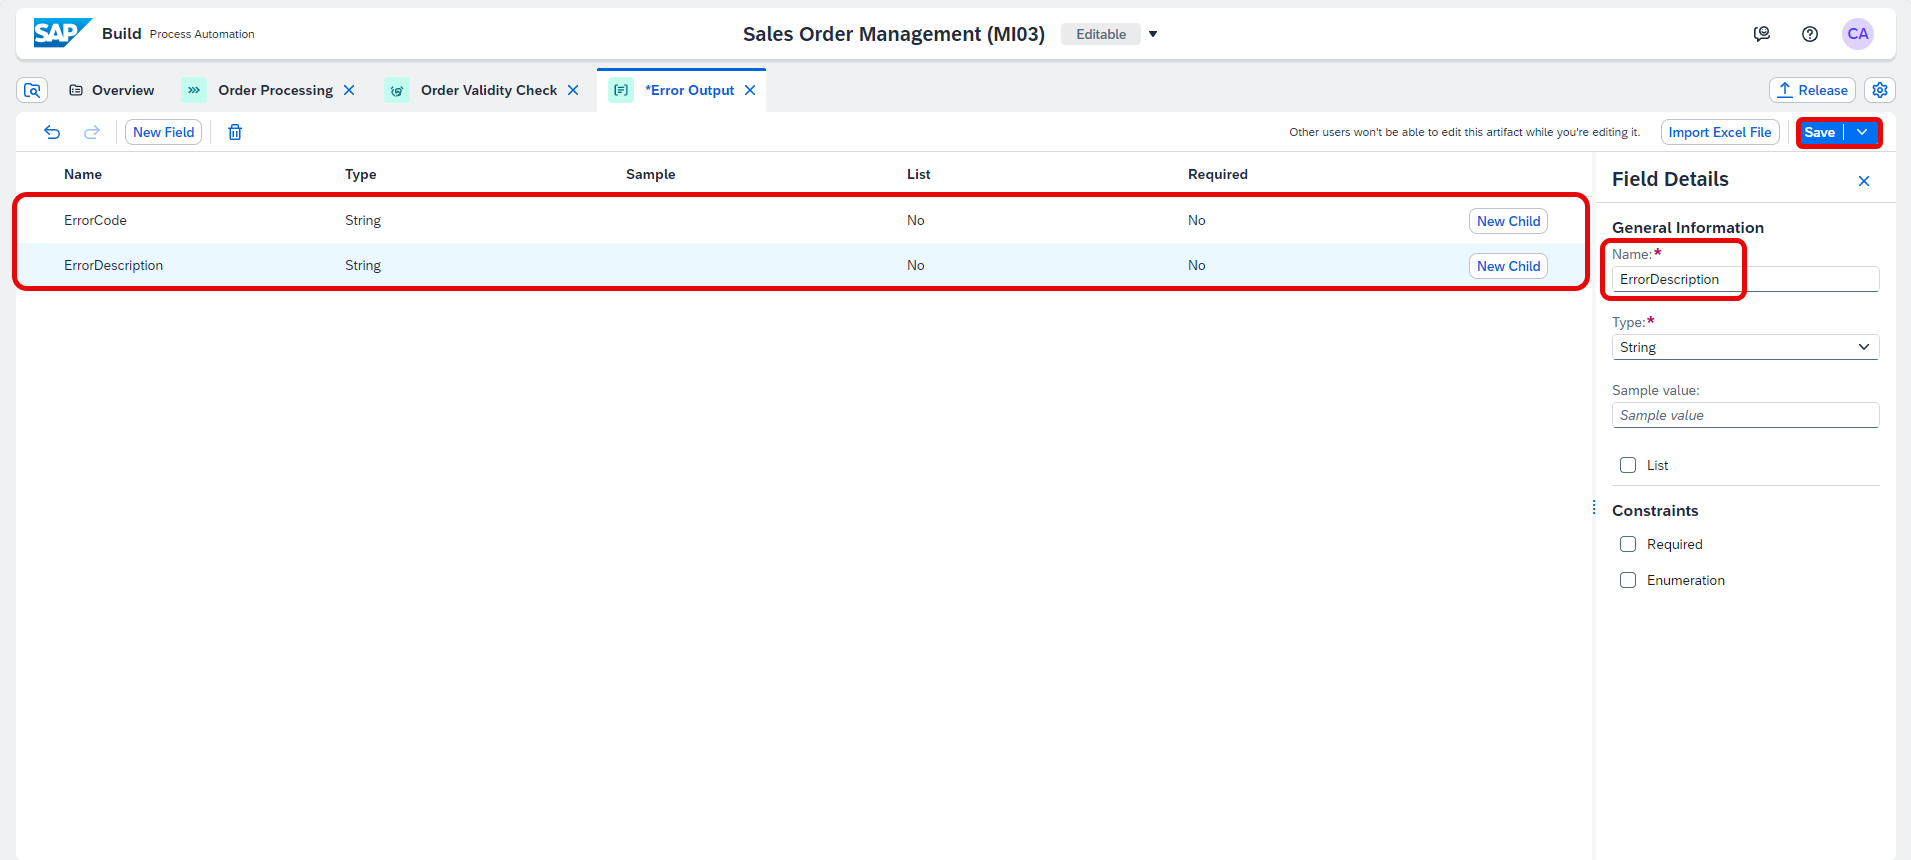 SAP Build Process Automation
Sales Order Management (MI03) Editable
CA
Overview
Order Processing
Order Validity Check
*Error Output
Release
New Field
Other users won't be able to edit this artifact while you're editing it.
Import Excel File
Save
Name Type Sample List Required
ErrorCode String No No New Child
ErrorDescription String No No New Child
Field Details
General Information
Name:*
ErrorDescription
Type:*
String
Sample value:
Sample value
List
Constraints
Required
Enumeration